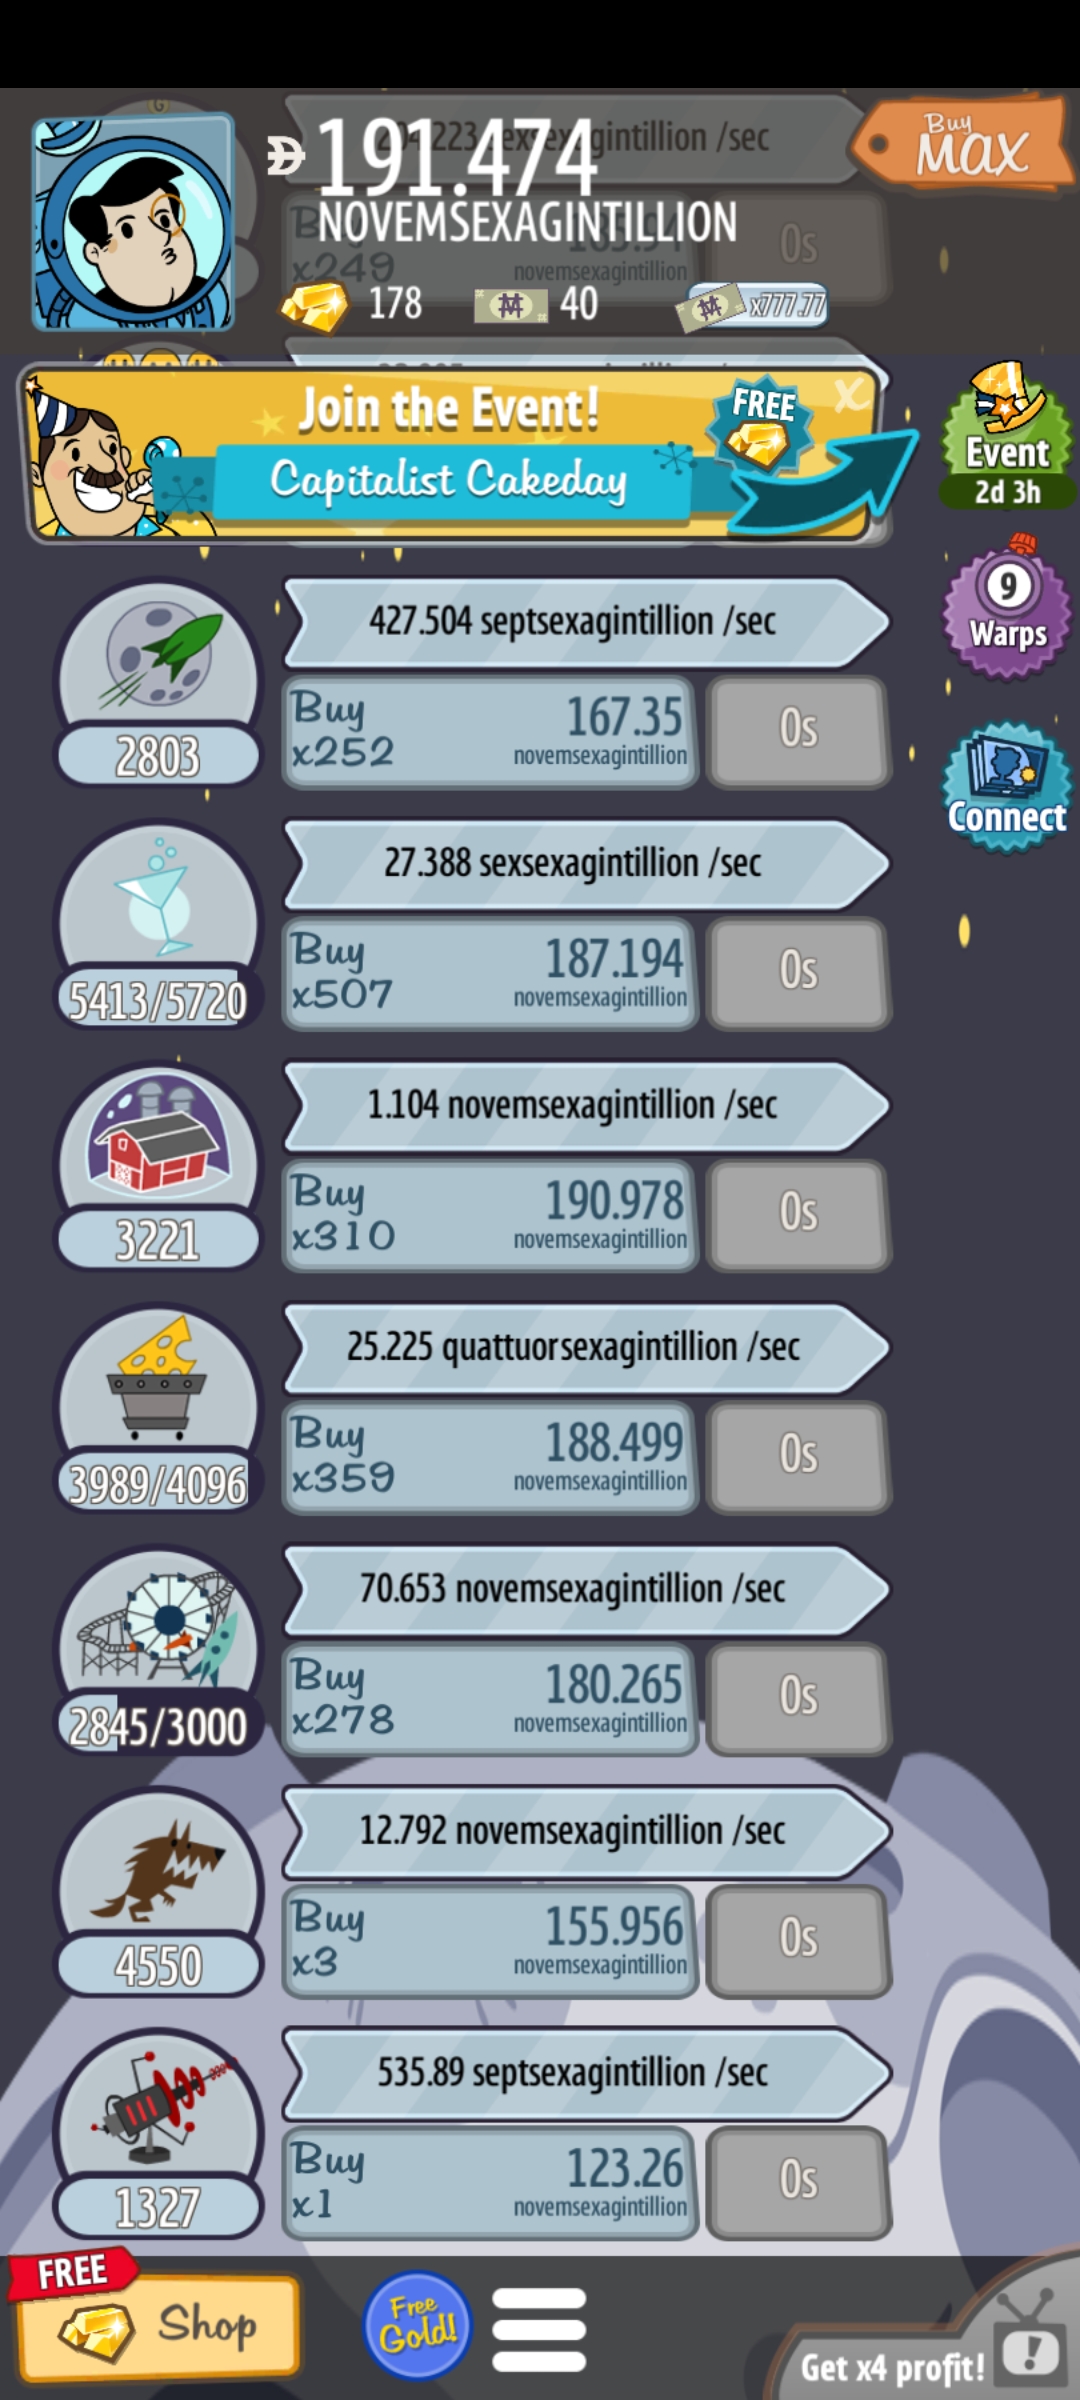 /sec
Buy
MAX
191.474
NOVEMSEXAGINTILLION
x249
novemsexagintillion
0s
178
40
x777.77
Join the Event!
FREE
X
Capitalist Cakeday
Event
2d 3h
9
Warps
Connect
427.504 septsexagintillion /sec
Buy
x252
167.35
novemsexagintillion
0s
2803
27.388 sexsexagintillion /sec
Buy
x507
187.194
novemsexagintillion
0s
5413/5720
1.104 novemsexagintillion /sec
Buy
x310
190.978
novemsexagintillion
0s
3221
25.225 quattuorsexagintillion /sec
Buy
x359
188.499
novemsexagintillion
0s
3989/4096
70.653 novemsexagintillion /sec
Buy
x278
180.265
novemsexagintillion
0s
2845/3000
12.792 novemsexagintillion /sec
Buy
x3
155.956
novemsexagintillion
0s
4550
535.89 septsexagintillion /sec
Buy
x1
123.26
novemsexagintillion
0s
1327
FREE
Shop
Free
Gold!
Get x4 profit!